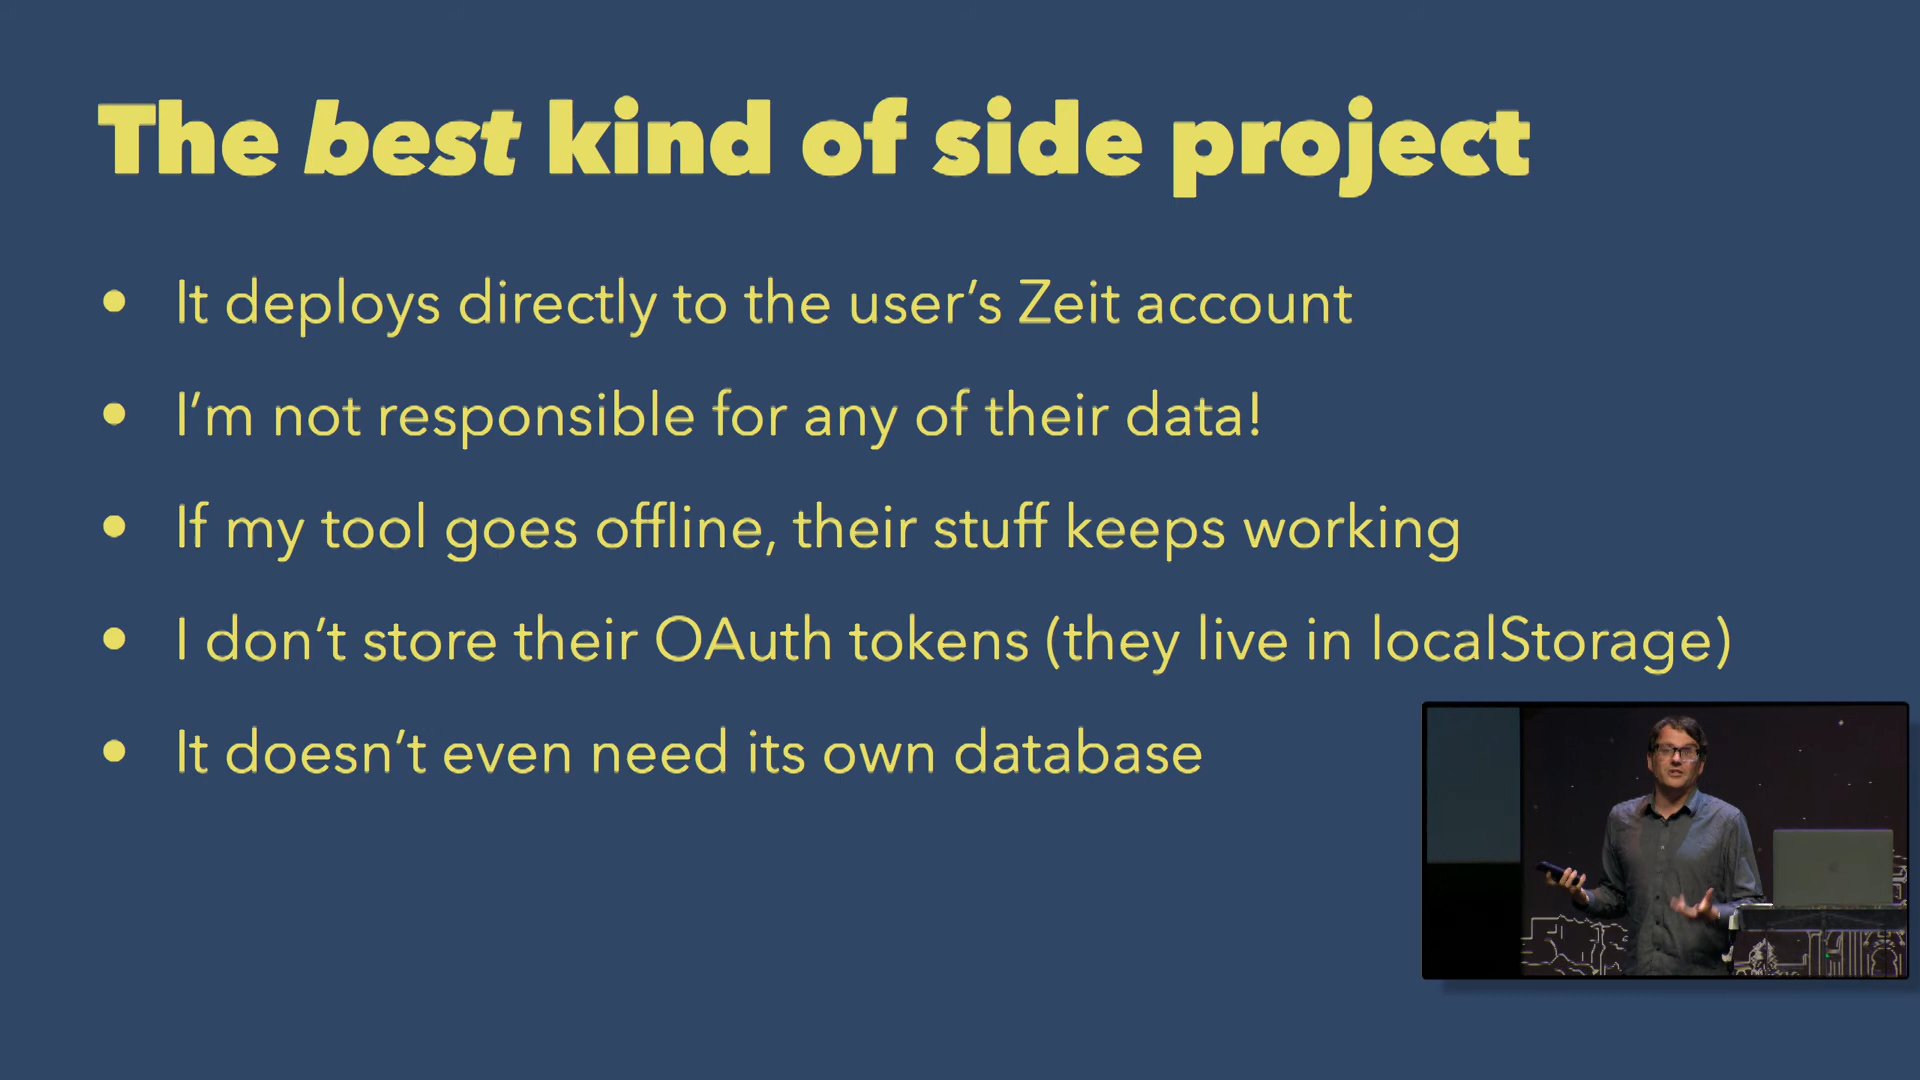 The best kind of side project
• It deploys directly to the user’s Zeit account
• I’m not responsible for any of their data!
• If my tool goes offline, their stuff keeps working
• I don’t store their OAuth tokens (they live in localStorage)
• It doesn’t even need its own database